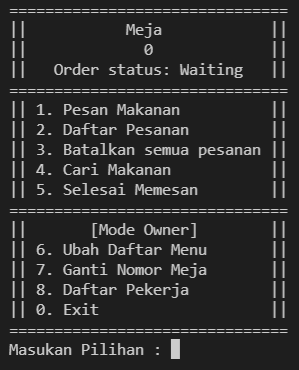 ===============================
||           Meja            ||
||             0             ||
||   Order status: Waiting   ||
===============================
|| 1. Pesan Makanan          ||
|| 2. Daftar Pesanan         ||
|| 3. Batalkan semua pesanan ||
|| 4. Cari Makanan           ||
|| 5. Selesai Memesan        ||
===============================
||       [Mode Owner]        ||
|| 6. Ubah Daftar Menu       ||
|| 7. Ganti Nomor Meja       ||
|| 8. Daftar Pekerja         ||
|| 0. Exit                   ||
===============================
Masukan Pilihan :